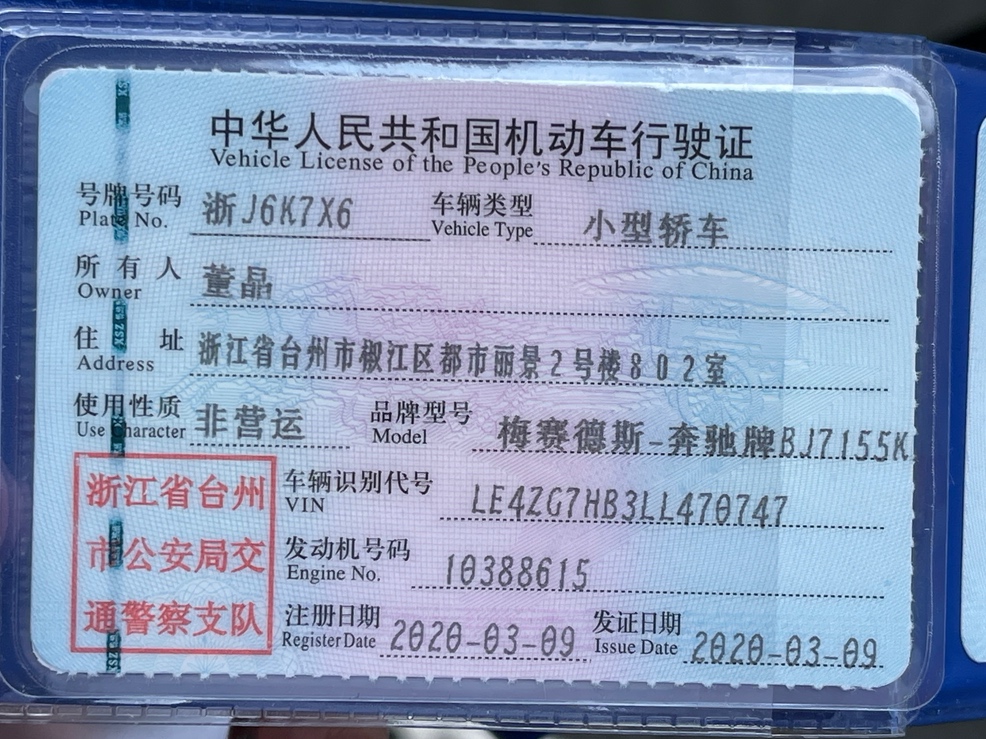 中华人民共和国机动车行驶证
Vehicle License of the People's Republic of China
号牌号码 浙J6K7X6 车辆类型 小型轿车
Plate No. Vehicle Type
所有人 董晶
Owner
住址 浙江省台州市椒江区都市丽景2号楼802室
Address
使用性质 非营运 品牌型号 梅赛德斯-奔驰牌BJ7155K
Use Character Model
浙江省台州
市公安局交
通警察支队
车辆识别代号 LE4ZG7HB3LL470747
VIN
发动机号码 10388615
Engine No.
注册日期 2020-03-09 发证日期 2020-03-09
Register Date Issue Date